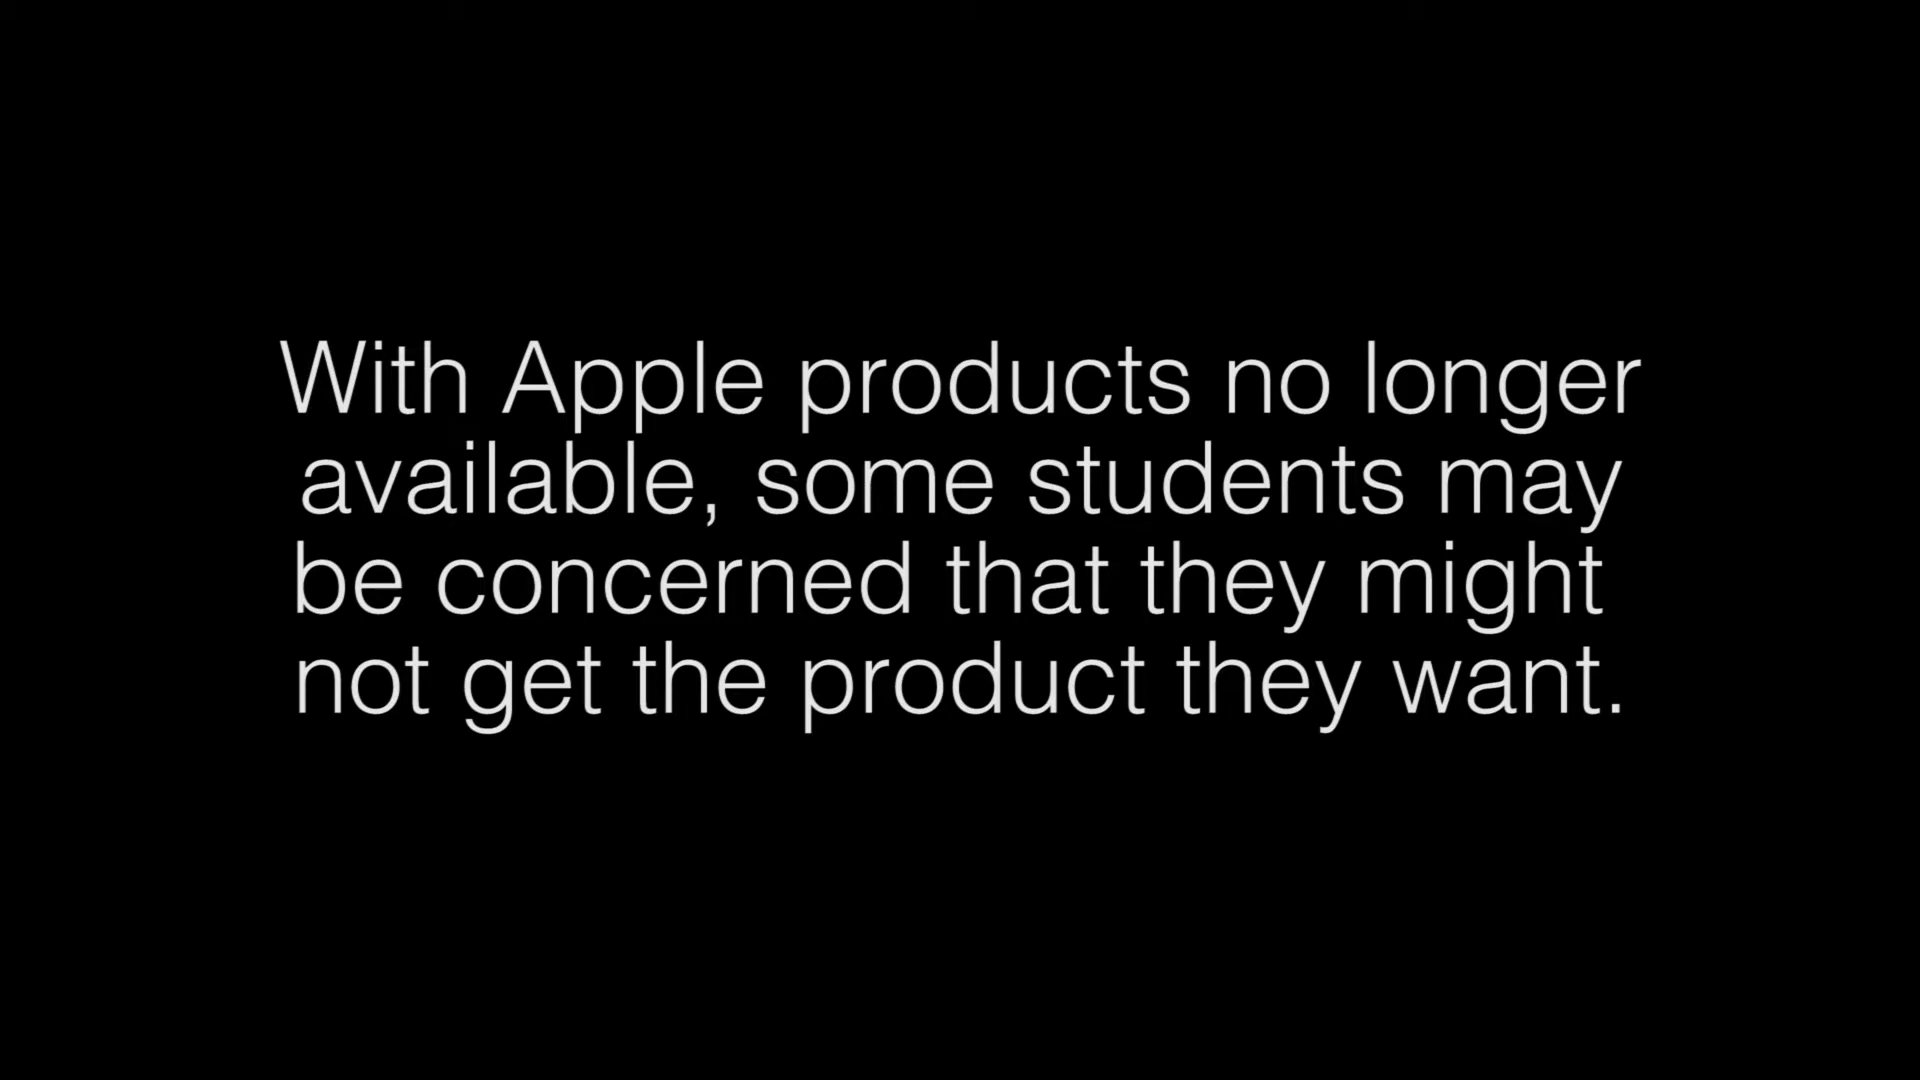 With Apple products no longer
available, some students may
be concerned that they might
not get the product they want.